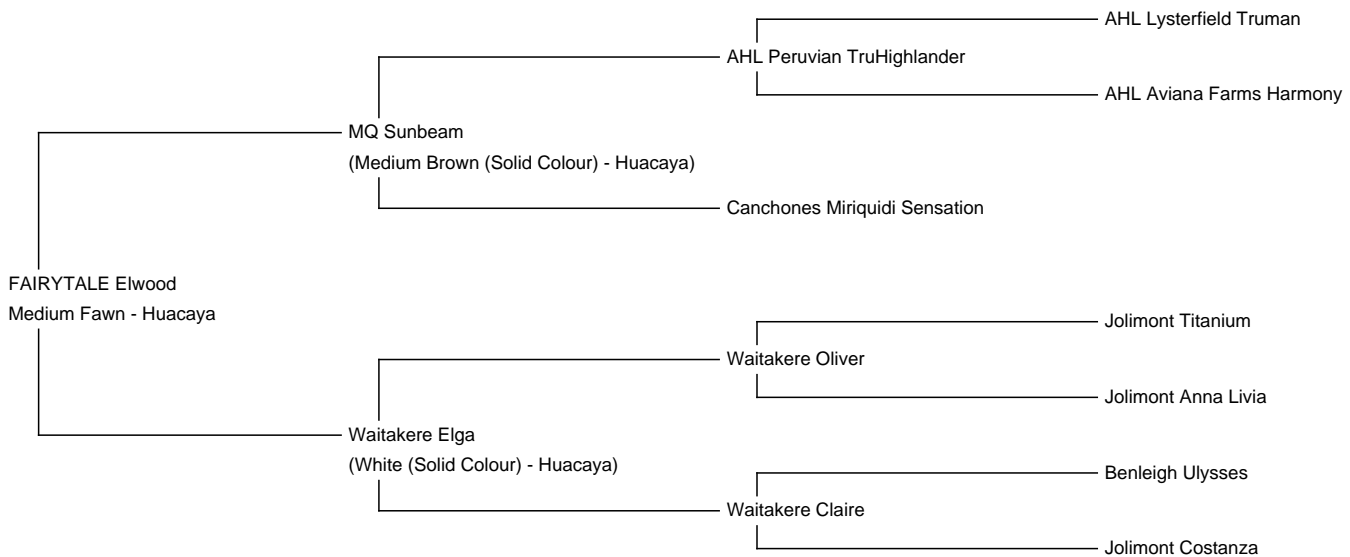 AHL Lysterfield Truman
AHL Peruvian TruHighlander
AHL Aviana Farms Harmony
MQ Sunbeam
(Medium Brown (Solid Colour) - Huacaya)
Canchones Miriquidi Sensation
FAIRYTALE Elwood
Medium Fawn - Huacaya
Jolimont Titanium
Waitakere Oliver
Jolimont Anna Livia
Waitakere Elga
(White (Solid Colour) - Huacaya)
Benleigh Ulysses
Waitakere Claire
Jolimont Costanza